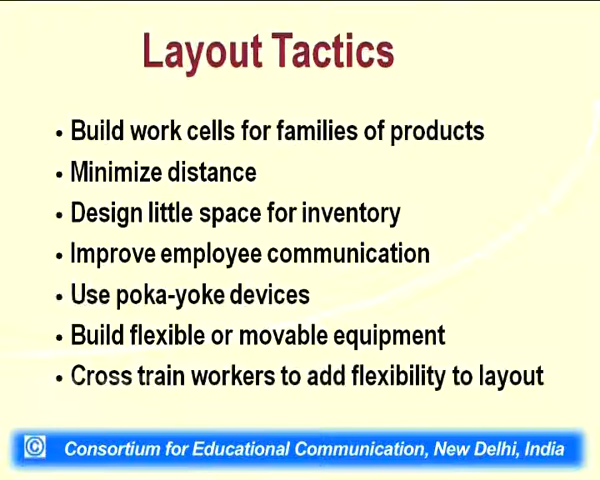 Layout Tactics
• Build work cells for families of products
• Minimize distance
• Design little space for inventory
• Improve employee communication
• Use poka-yoke devices
• Build flexible or movable equipment
• Cross train workers to add flexibility to layout
© Consortium for Educational Communication, New Delhi, India